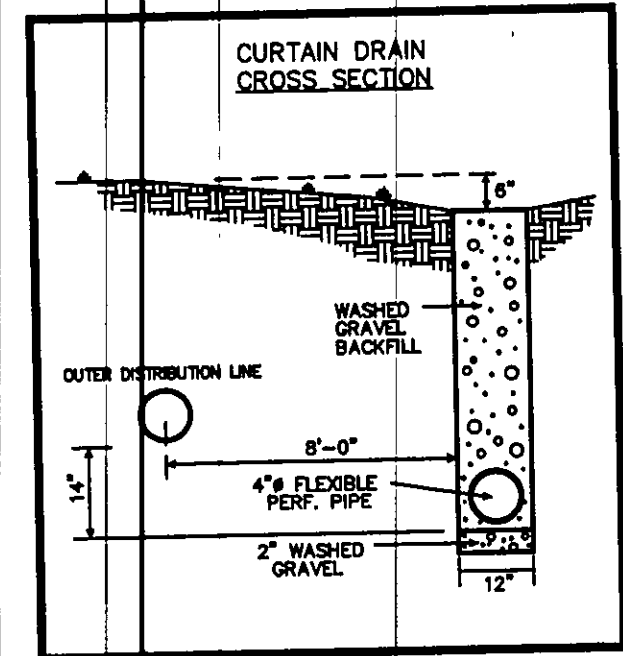 CURTAIN DRAIN
CROSS SECTION
6"
WASHED
GRAVEL
BACKFILL
OUTER DISTRIBUTION LINE
8'-0"
14"
4"ø FLEXIBLE
PERF. PIPE
2" WASHED
GRAVEL
12"